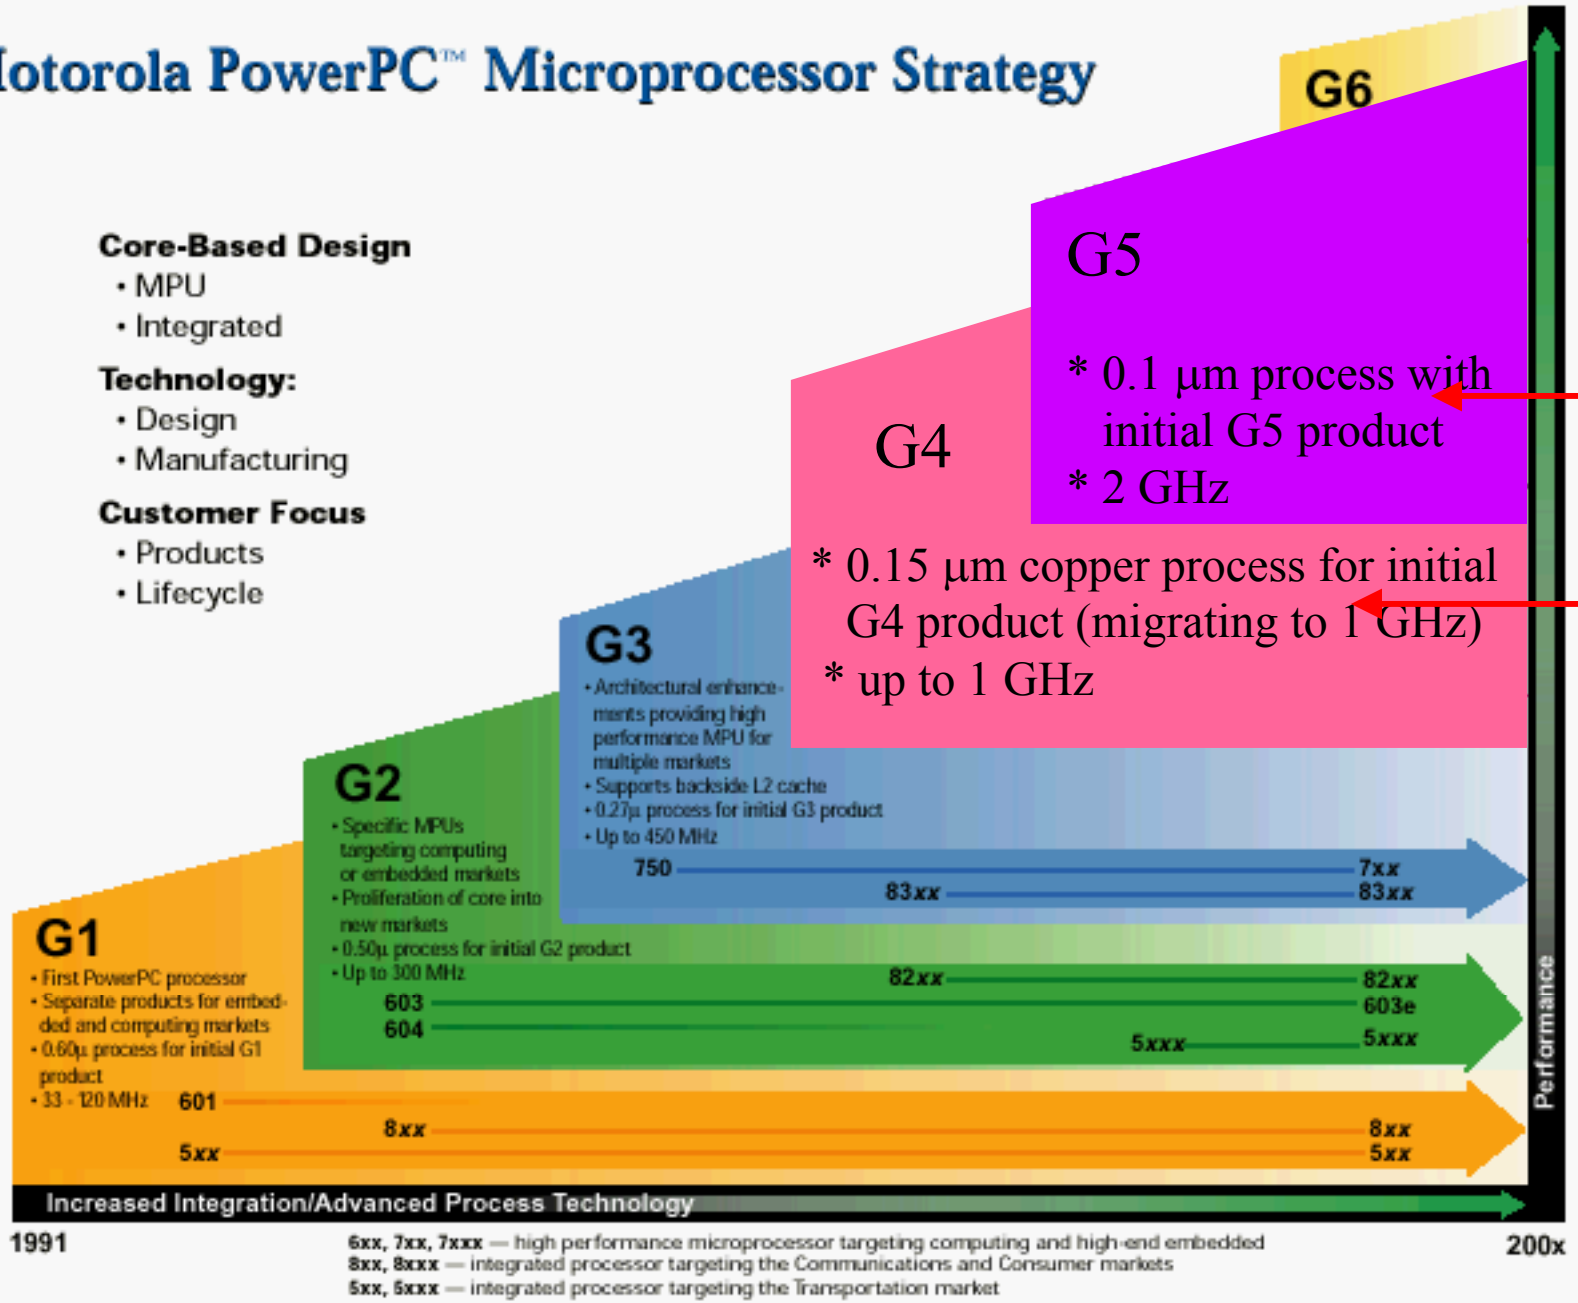 otorola PowerPC™ Microprocessor Strategy
G6
Core-Based Design
• MPU
• Integrated
Technology:
• Design
• Manufacturing
Customer Focus
• Products
• Lifecycle
G5
* 0.1 μm process with
initial G5 product
* 2 GHz
G4
* 0.15 μm copper process for initial
G4 product (migrating to 1 GHz)
* up to 1 GHz
G3
• Architectural enhance-
ments providing high
performance MPU for
multiple markets
• Supports backside L2 cache
• 0.27μ process for initial G3 product
• Up to 450 MHz
750 7xx
83xx 83xx
G2
• Specific MPUs
targeting computing
or embedded markets
• Proliferation of core into
new markets
• 0.50μ process for initial G2 product
• Up to 300 MHz
82xx 82xx
603 603e
604
5xxx 5xxx
G1
• First PowerPC processor
• Separate products for embed-
ded and computing markets
• 0.60μ process for initial G1
product
• 33 - 120 MHz
601
8xx 8xx
5xx 5xx
Performance
Increased Integration/Advanced Process Technology
1991 200x
6xx, 7xx, 7xxx — high performance microprocessor targeting computing and high-end embedded
8xx, 8xxx — integrated processor targeting the Communications and Consumer markets
5xx, 5xxx — integrated processor targeting the Transportation market